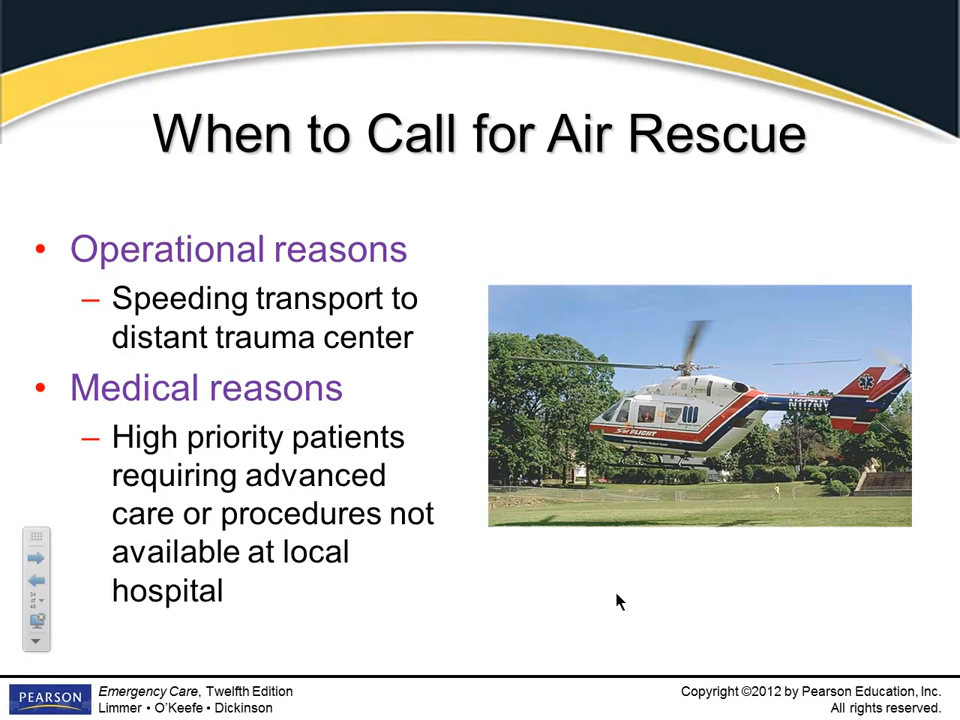 When to Call for Air Rescue
• Operational reasons
– Speeding transport to
distant trauma center
• Medical reasons
– High priority patients
requiring advanced
care or procedures not
available at local
hospital
N117NY
FLIGHT
PEARSON
Emergency Care, Twelfth Edition
Limmer • O’Keefe • Dickinson
Copyright ©2012 by Pearson Education, Inc.
All rights reserved.